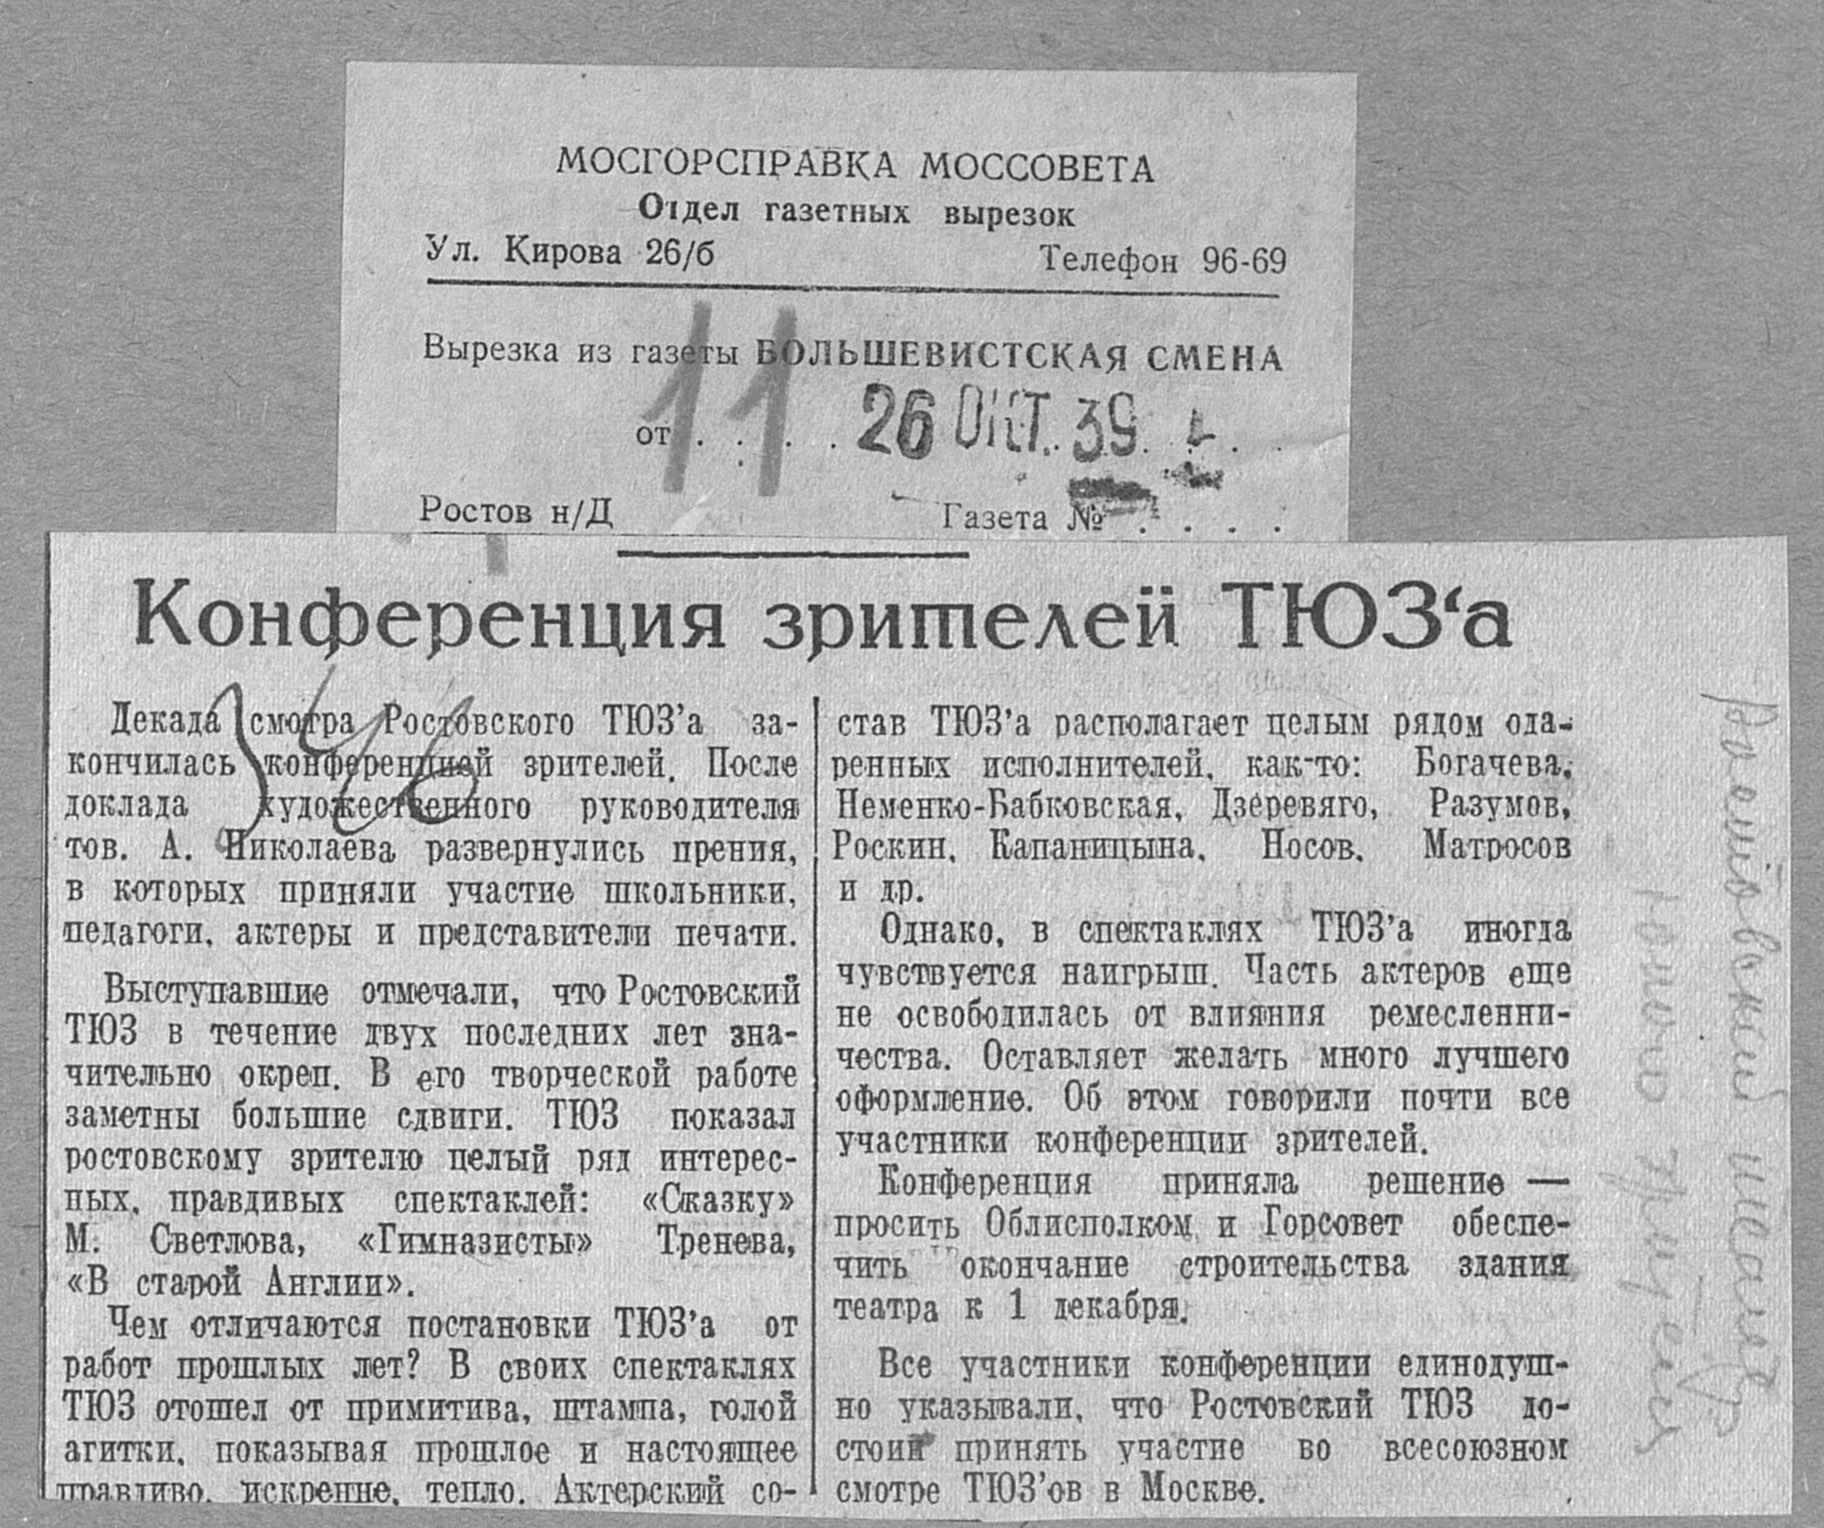 МОСГОРСПРАВКА МОССОВЕТА
Отдел газетных вырезок
Ул. Кирова 26/б Телефон 96-69
Вырезка из газеты БОЛЬШЕВИСТСКАЯ СМЕНА
11
от . . . . 26 ОКТ. 39 г. . .
Ростов н/Д Газета № . . . .
Конференция зрителей ТЮЗ‘а
346
Декада смотра Ростовского ТЮЗ’а за-
кончилась конференцией зрителей. После
доклада художественного руководителя
тов. А. Николаева развернулись прения,
в которых приняли участие школьники,
педагоги, актеры и представители печати.
Выступавшие отмечали, что Ростовский
ТЮЗ в течение двух последних лет зна-
чительно окреп. В его творческой работе
заметны большие сдвиги. ТЮЗ показал
ростовскому зрителю целый ряд интерес-
ных, правдивых спектаклей: «Сказку»
М. Светлова, «Гимназисты» Тренева,
«В старой Англии».
Чем отличаются постановки ТЮЗ’а от
работ прошлых лет? В своих спектаклях
ТЮЗ отошел от примитива, штампа, голой
агитки, показывая прошлое и настоящее
правдиво, искренне, тепло. Актерский со-
став ТЮЗ’а располагает целым рядом ода-
ренных исполнителей, как-то: Богачева,
Неменко-Бабковская, Дзеревяго, Разумов,
Роскин, Капаницына, Носов, Матросов
и др.
Однако, в спектаклях ТЮЗ’а иногда
чувствуется наигрыш. Часть актеров еще
не освободилась от влияния ремесленни-
чества. Оставляет желать много лучшего
оформление. Об этом говорили почти все
участники конференции зрителей.
Конференция приняла решение —
просить Облисполком и Горсовет обеспе-
чить окончание строительства здания
театра к 1 декабря.
Все участники конференции единодуш-
но указывали, что Ростовский ТЮЗ до-
стоин принять участие во всесоюзном
смотре ТЮЗ’ов в Москве.
Ростовский театр
юного зрителя